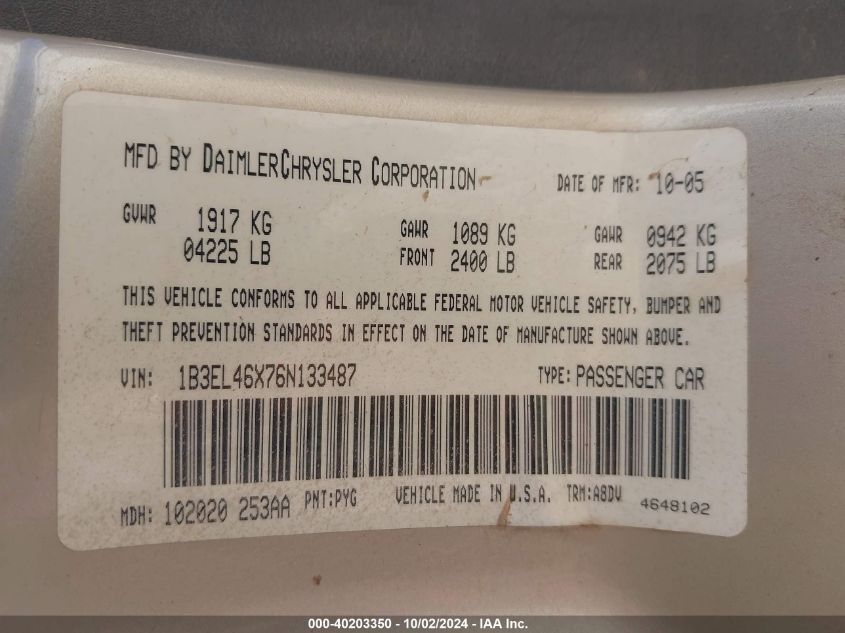 MFD BY DAIMLERCHRYSLER CORPORATION DATE OF MFR: 10-05
GVWR 1917 KG GAWR 1089 KG GAWR 0942 KG
04225 LB FRONT 2400 LB REAR 2075 LB
THIS VEHICLE CONFORMS TO ALL APPLICABLE FEDERAL MOTOR VEHICLE SAFETY, BUMPER AND
THEFT PREVENTION STANDARDS IN EFFECT ON THE DATE OF MANUFACTURE SHOWN ABOVE.
VIN: 1B3EL46X76N133487 TYPE: PASSENGER CAR
MDH: 102020 253AA PNT:PYG VEHICLE MADE IN U.S.A. TRM:A8DV 4648102
000-40203350 - 10/02/2024 - IAA Inc.